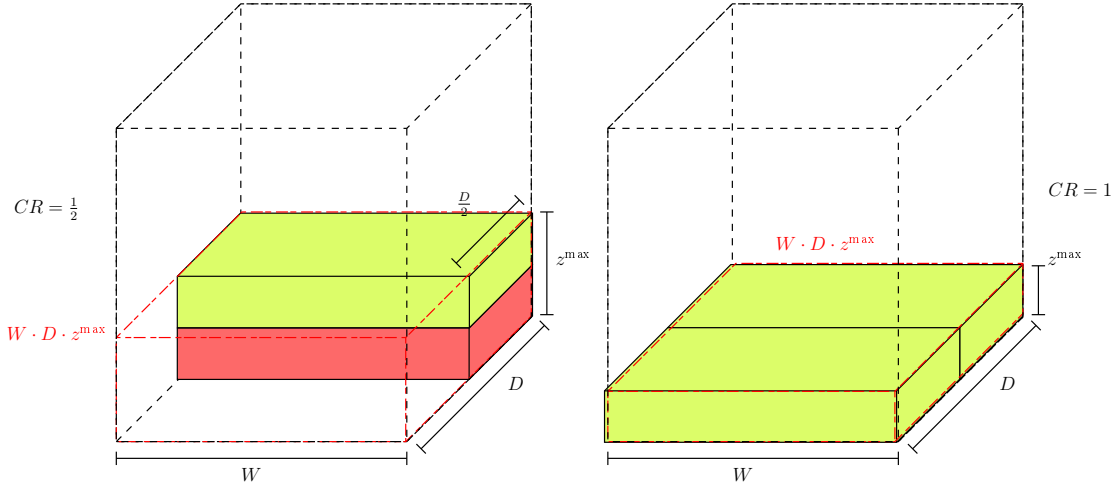 CR = 1/2
D/2
z^max
W · D · z^max
D
W
CR = 1
W · D · z^max
z^max
D
W